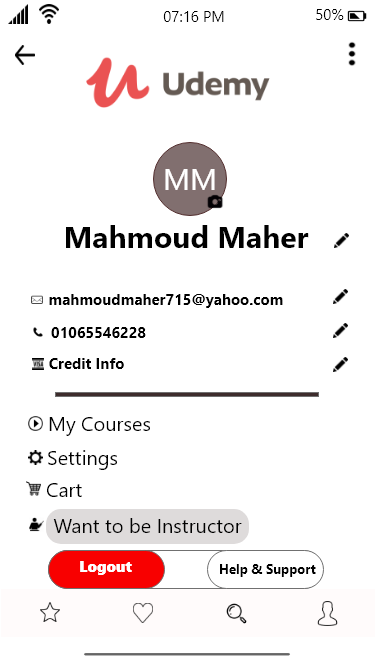 07:16 PM 50%
Udemy
MM
Mahmoud Maher
mahmoudmaher715@yahoo.com
01065546228
Credit Info
My Courses
Settings
Cart
Want to be Instructor
Logout Help & Support